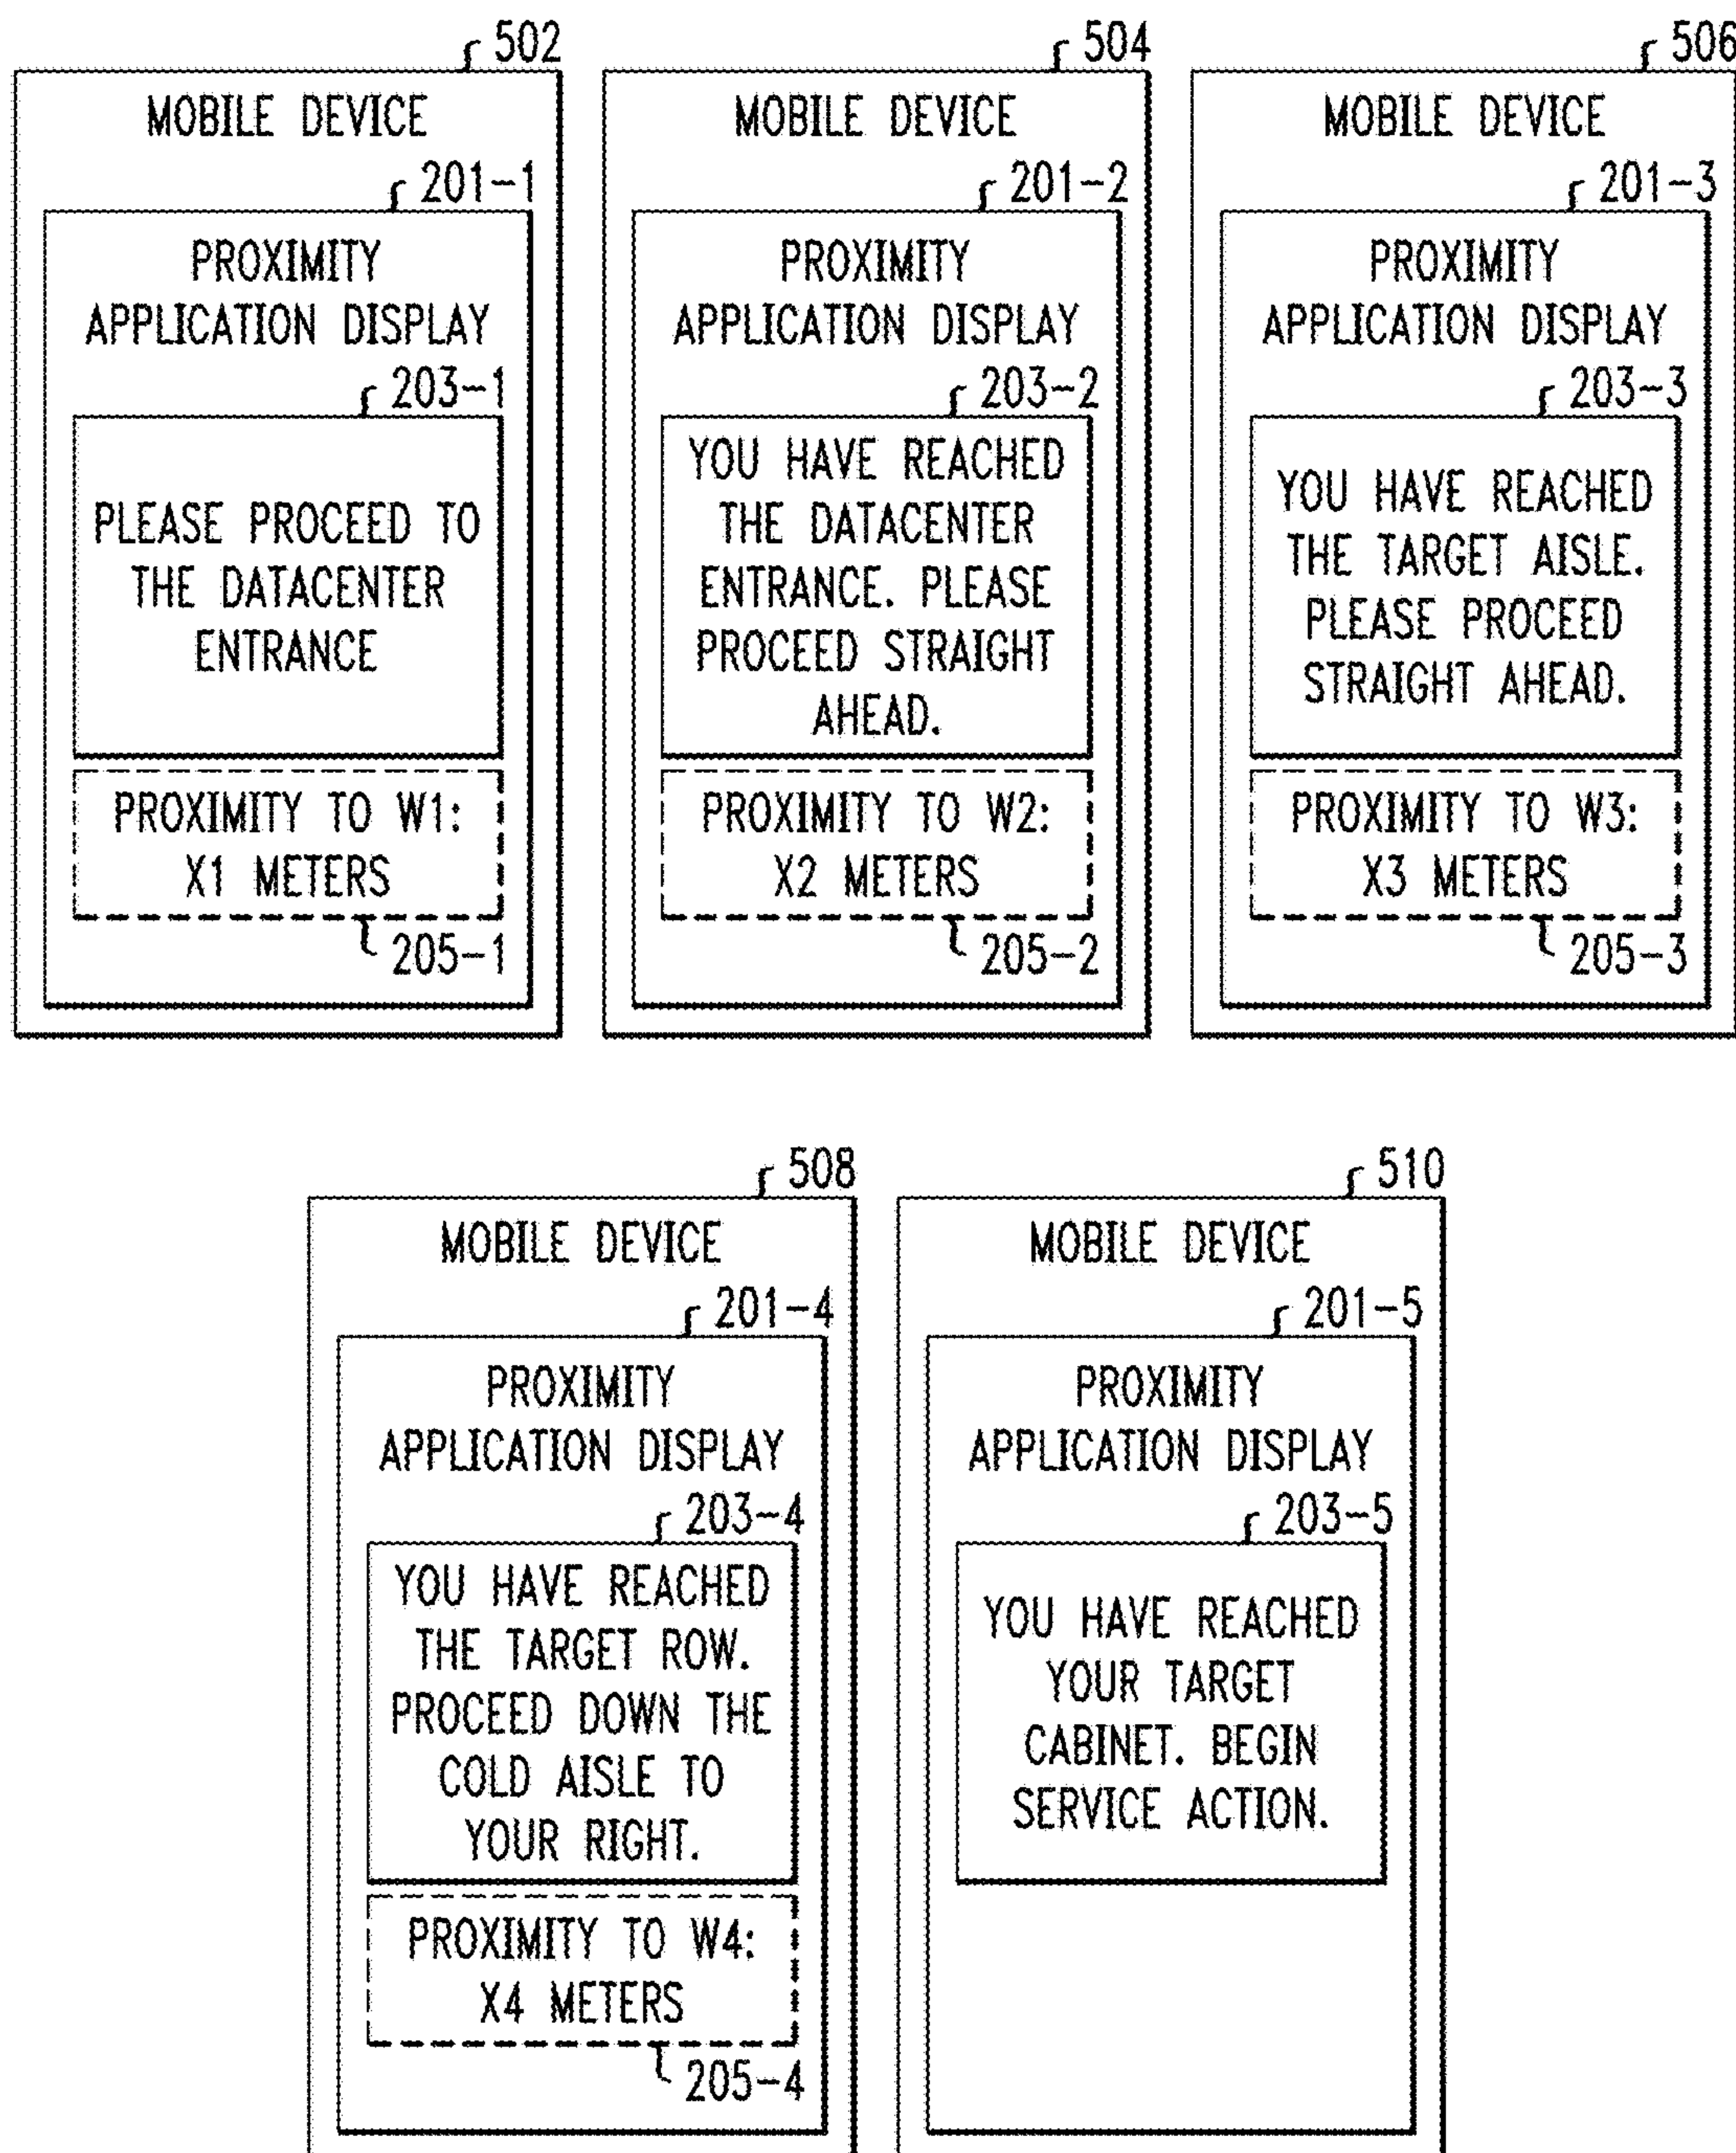 502
MOBILE DEVICE
201-1
PROXIMITY
APPLICATION DISPLAY
203-1
PLEASE PROCEED TO
THE DATACENTER
ENTRANCE
PROXIMITY TO W1:
X1 METERS
205-1
504
MOBILE DEVICE
201-2
PROXIMITY
APPLICATION DISPLAY
203-2
YOU HAVE REACHED
THE DATACENTER
ENTRANCE. PLEASE
PROCEED STRAIGHT
AHEAD.
PROXIMITY TO W2:
X2 METERS
205-2
506
MOBILE DEVICE
201-3
PROXIMITY
APPLICATION DISPLAY
203-3
YOU HAVE REACHED
THE TARGET AISLE.
PLEASE PROCEED
STRAIGHT AHEAD.
PROXIMITY TO W3:
X3 METERS
205-3
508
MOBILE DEVICE
201-4
PROXIMITY
APPLICATION DISPLAY
203-4
YOU HAVE REACHED
THE TARGET ROW.
PROCEED DOWN THE
COLD AISLE TO
YOUR RIGHT.
PROXIMITY TO W4:
X4 METERS
205-4
510
MOBILE DEVICE
201-5
PROXIMITY
APPLICATION DISPLAY
203-5
YOU HAVE REACHED
YOUR TARGET
CABINET. BEGIN
SERVICE ACTION.